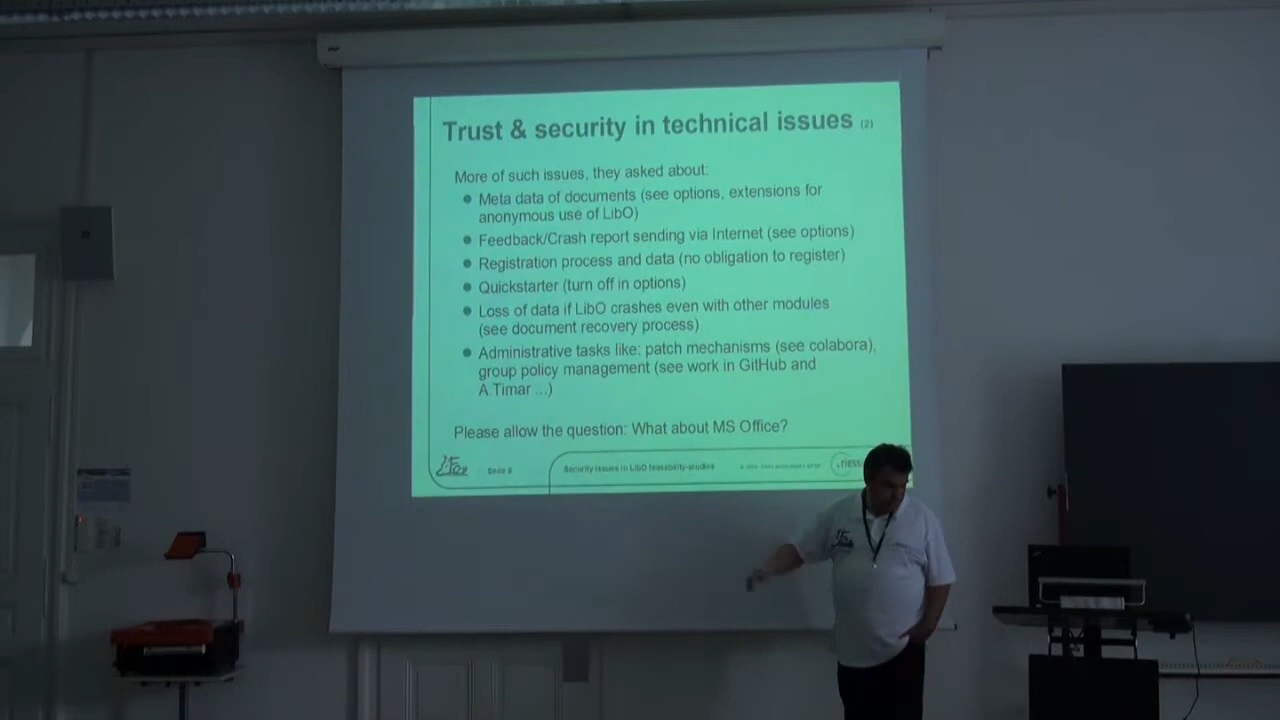 Trust & security in technical issues (2)
More of such issues, they asked about:
Meta data of documents (see options, extensions for
anonymous use of LibO)
Feedback/Crash report sending via Internet (see options)
Registration process and data (no obligation to register)
Quickstarter (turn off in options)
Loss of data if LibO crashes even with other modules
(see document recovery process)
Administrative tasks like: patch mechanisms (see colabora),
group policy management (see work in GitHub and
A.Timar ...)
Please allow the question: What about MS Office?
Security Issues in LibO feasibility-studies